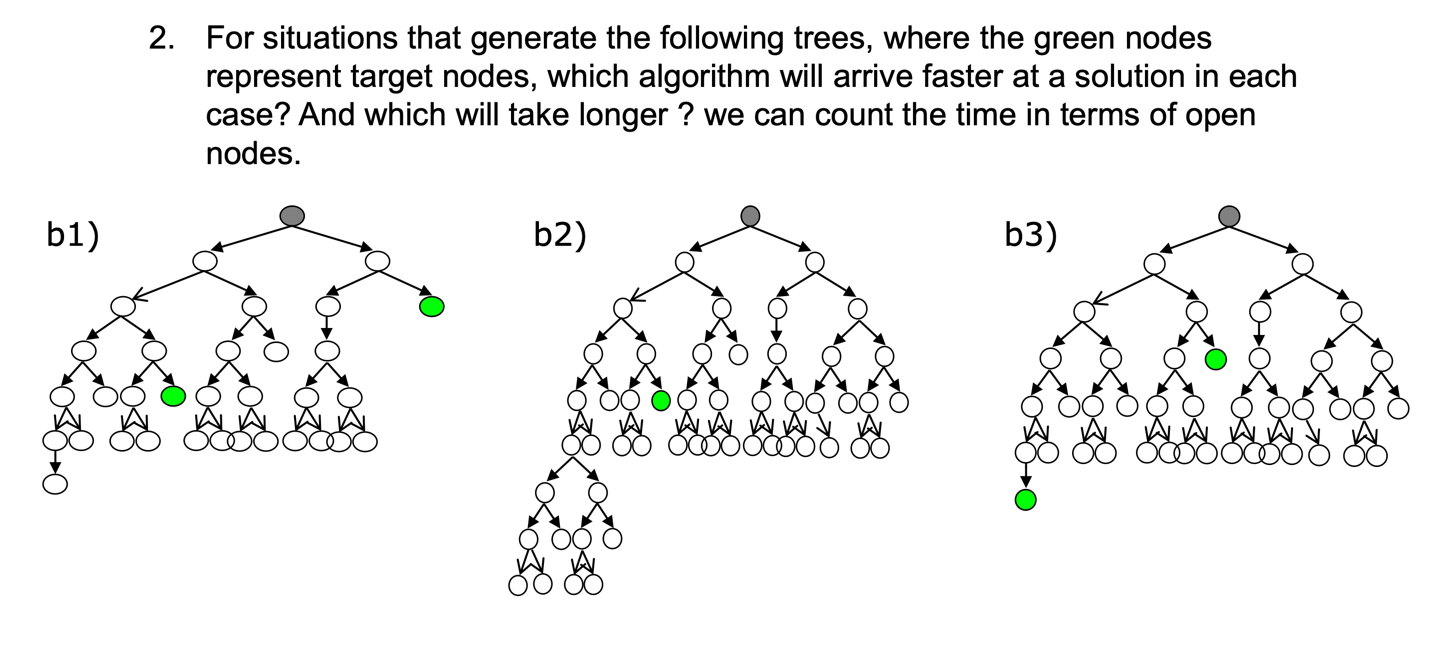 2. For situations that generate the following trees, where the green nodes
represent target nodes, which algorithm will arrive faster at a solution in each
case? And which will take longer ? we can count the time in terms of open
nodes.
b1) b2) b3)